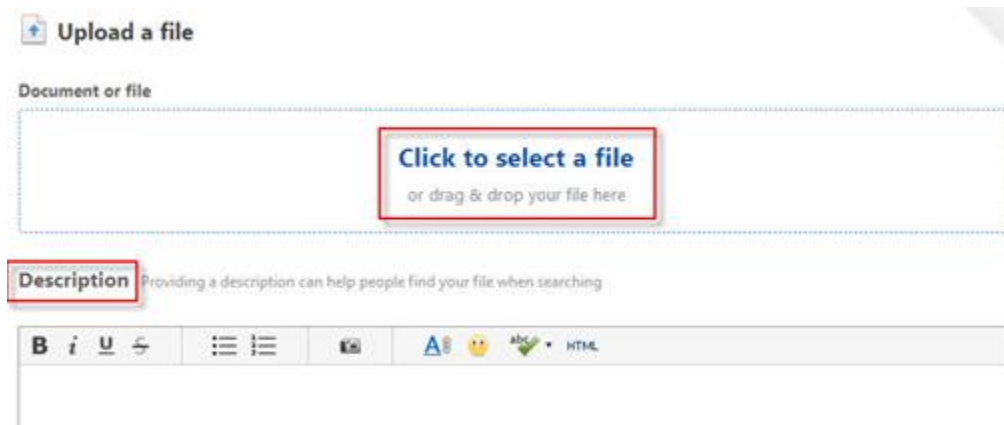 Upload a file
Document or file
Click to select a file
or drag & drop your file here
Description Providing a description can help people find your file when searching
B i U S A abc HTML